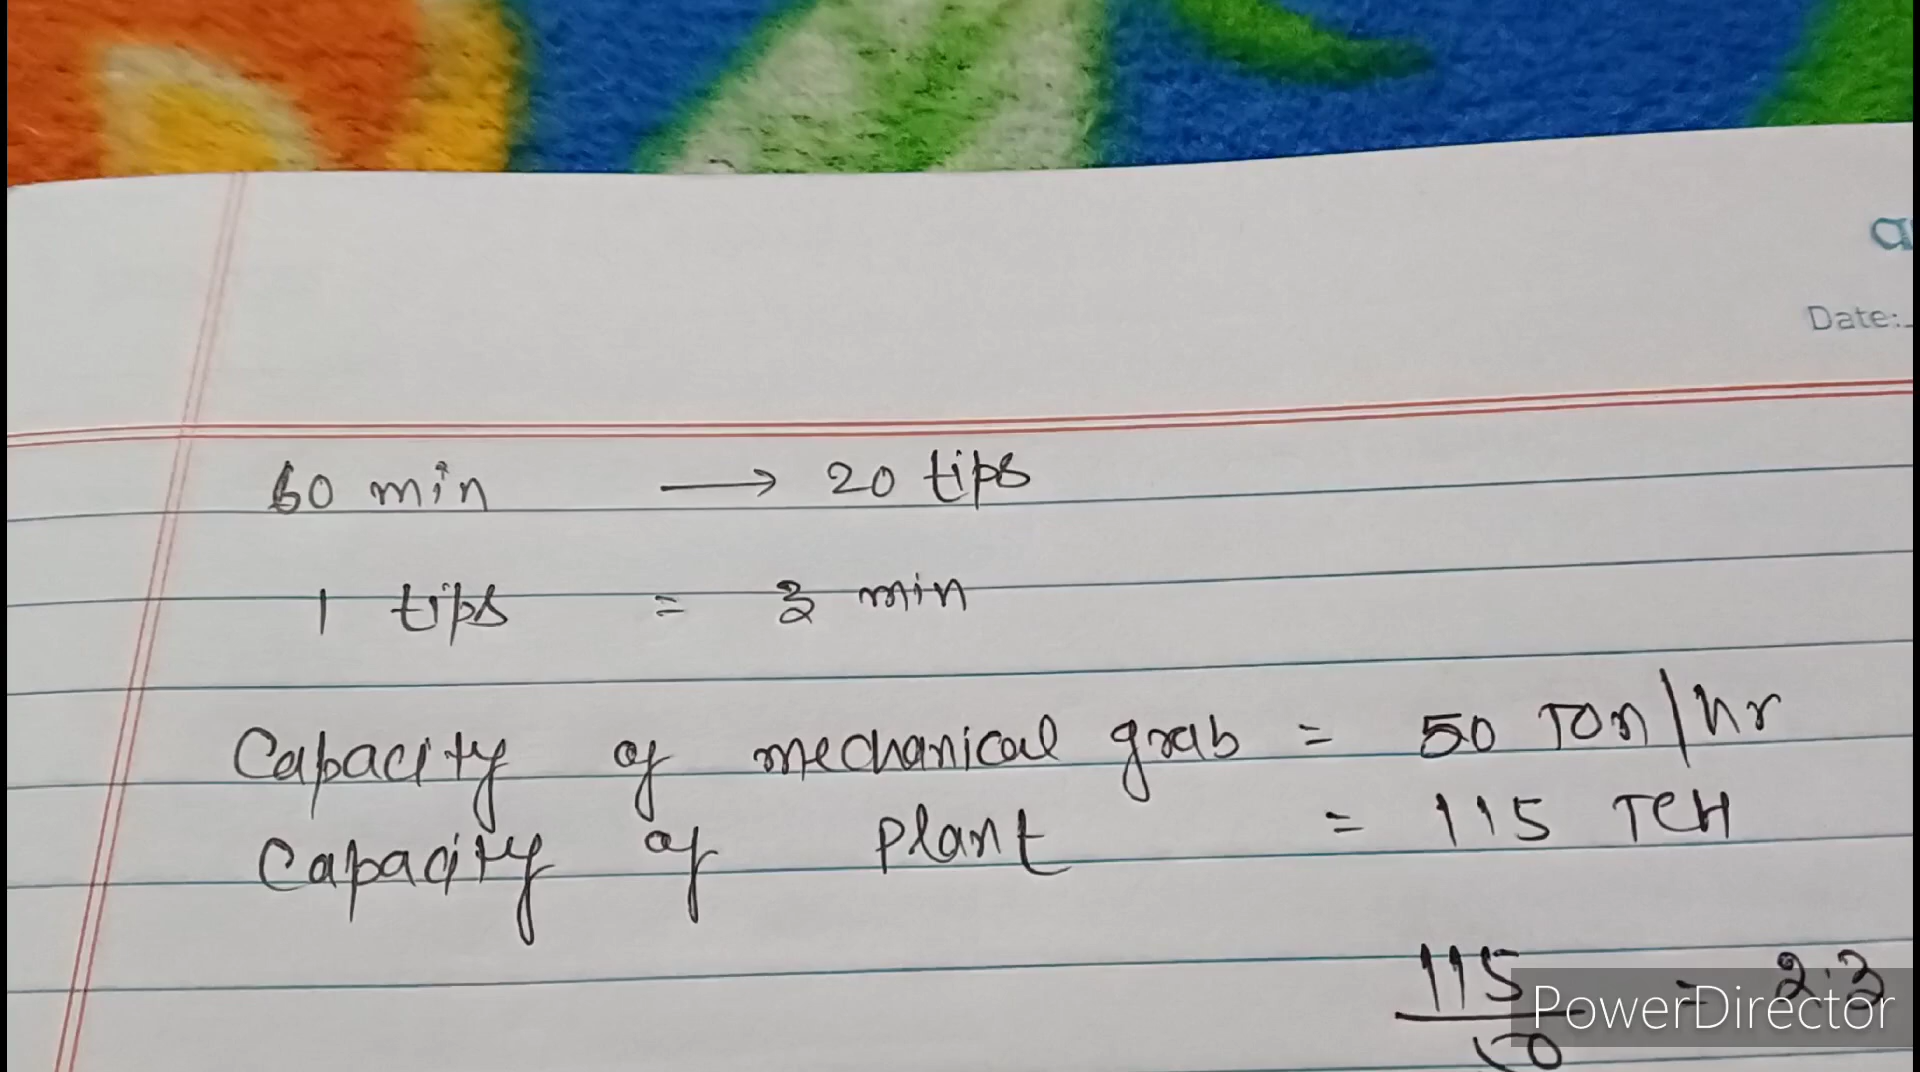 Date:
60 min → 20 tips
1 tips = 3 min
Capacity of mechanical grab = 50 Ton/hr
Capacity of plant = 115 TCH
115/50 = 2.3
PowerDirector